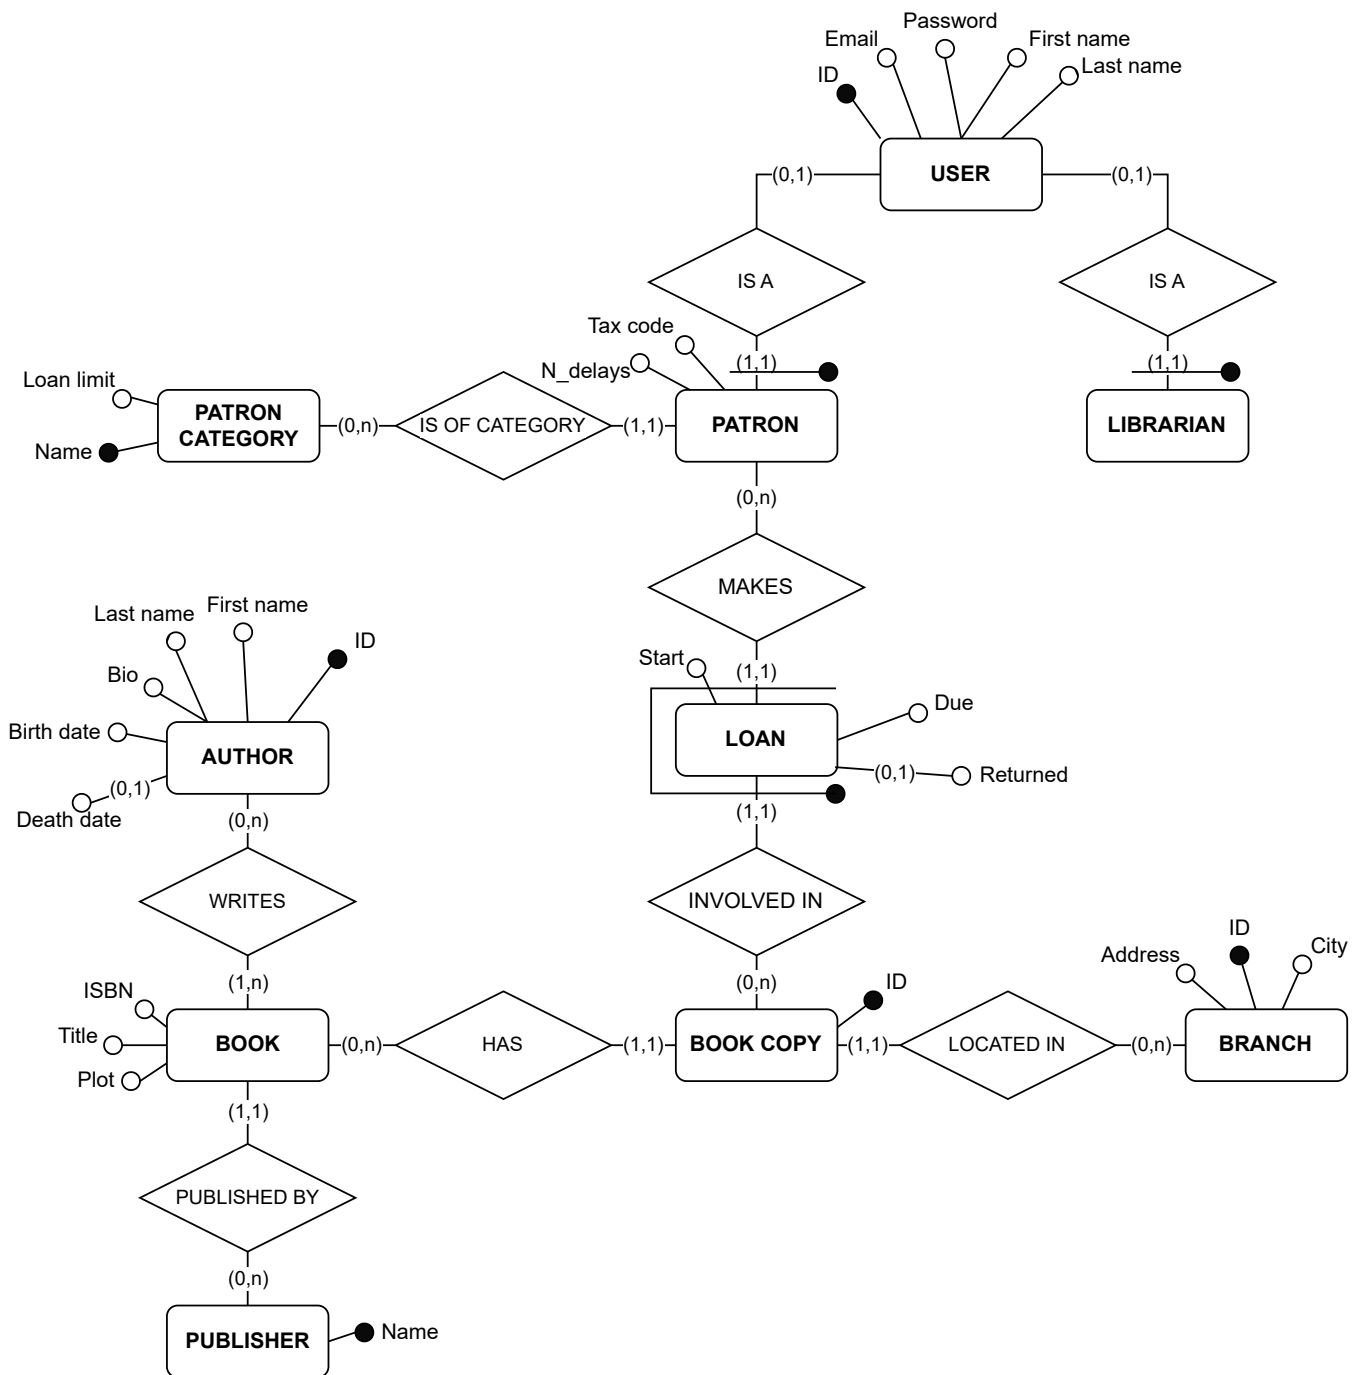 Password
Email
First name
Last name
ID
USER
(0,1)
(0,1)
IS A
IS A
Tax code
N_delays
(1,1)
(1,1)
Loan limit
Name
PATRON
CATEGORY
(0,n)
IS OF CATEGORY
(1,1)
PATRON
LIBRARIAN
(0,n)
MAKES
Last name
First name
ID
Bio
Birth date
AUTHOR
(0,1)
Death date
(0,n)
Start
(1,1)
LOAN
Due
(0,1)
Returned
(1,1)
WRITES
INVOLVED IN
(1,n)
(0,n)
ISBN
Title
Plot
BOOK
(0,n)
HAS
(1,1)
BOOK COPY
ID
(1,1)
LOCATED IN
(0,n)
Address
ID
City
BRANCH
(1,1)
PUBLISHED BY
(0,n)
PUBLISHER
Name